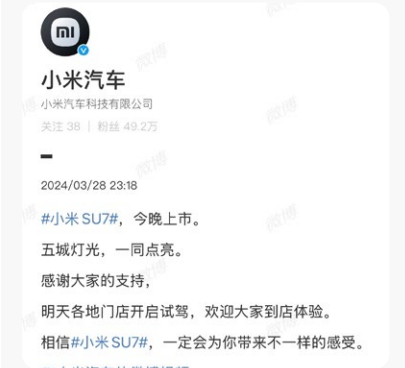 mi
小米汽车
小米汽车科技有限公司
关注 38 | 粉丝 49.2万
2024/03/28 23:18
#小米 SU7#，今晚上市。
五城灯光，一同点亮。
感谢大家的支持，
明天各地门店开启试驾，欢迎大家到店体验。
相信#小米 SU7#，一定会为你带来不一样的感受。